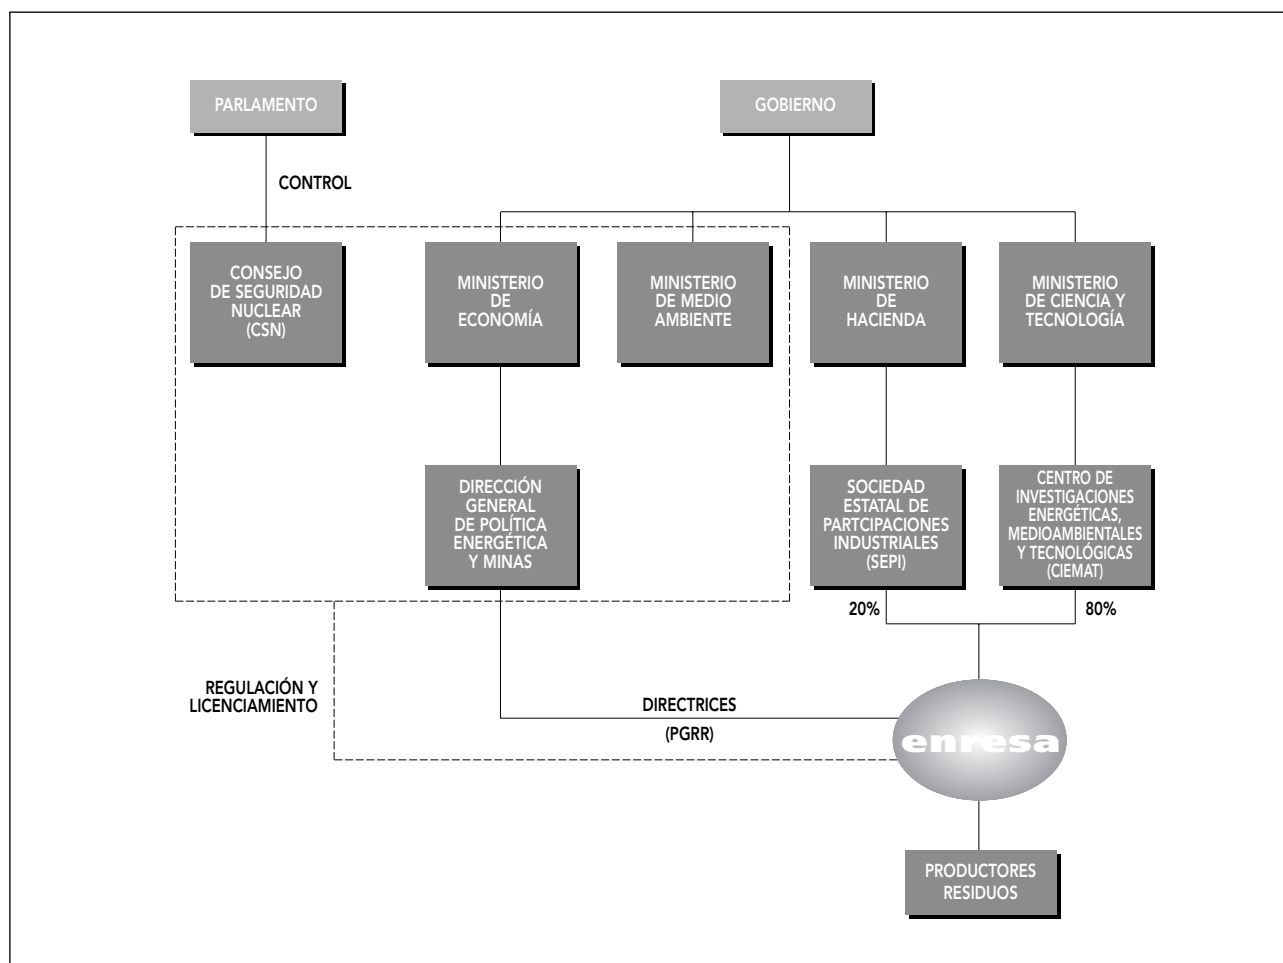 PARLAMENTO
GOBIERNO
CONTROL
CONSEJO
DE SEGURIDAD
NUCLEAR
(CSN)
MINISTERIO
DE
ECONOMÍA
MINISTERIO
DE MEDIO
AMBIENTE
MINISTERIO
DE
HACIENDA
MINISTERIO
DE CIENCIA Y
TECNOLOGÍA
DIRECCIÓN
GENERAL
DE POLÍTICA
ENERGÉTICA
Y MINAS
SOCIEDAD
ESTATAL DE
PARTCIPACIONES
INDUSTRIALES
(SEPI)
CENTRO DE
INVESTIGACIONES
ENERGÉTICAS,
MEDIOAMBIENTALES
Y TECNOLÓGICAS
(CIEMAT)
20%
80%
REGULACIÓN Y
LICENCIAMIENTO
DIRECTRICES
(PGRR)
enresa
PRODUCTORES
RESIDUOS